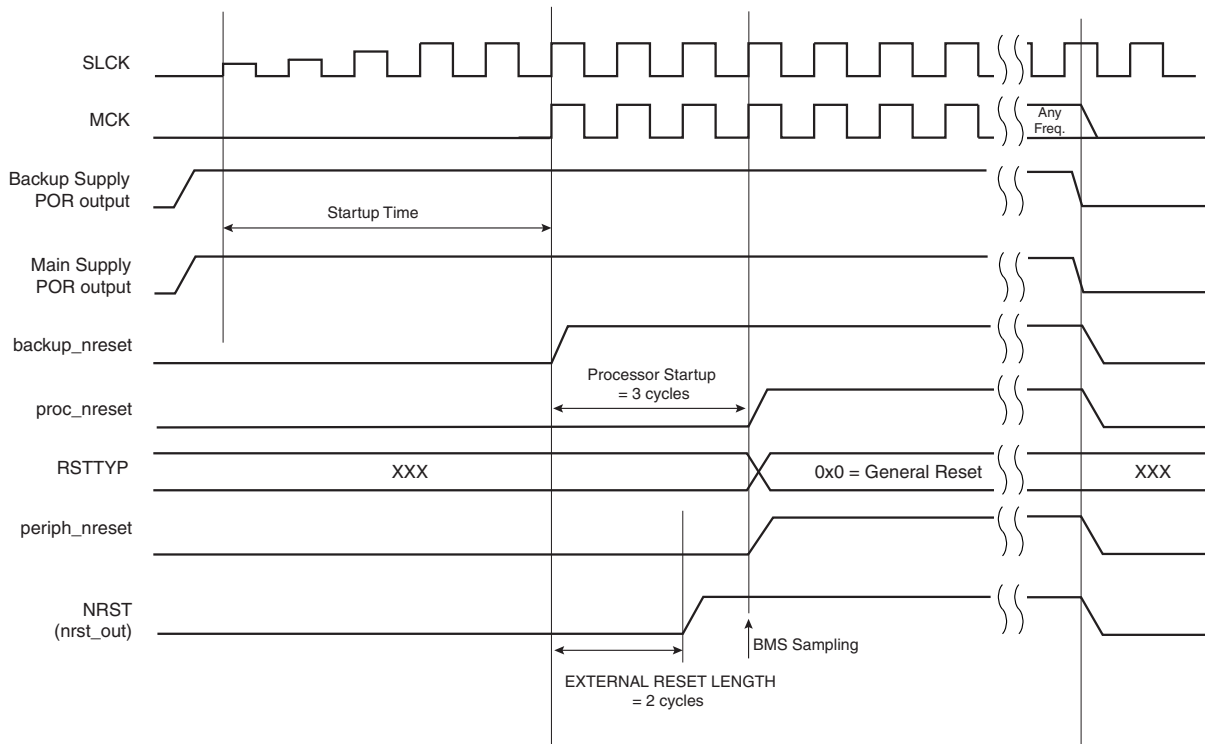 SLCK
MCK
Any
Freq.
Backup Supply
POR output
Startup Time
Main Supply
POR output
backup_nreset
Processor Startup
= 3 cycles
proc_nreset
RSTTYP
XXX
0x0 = General Reset
XXX
periph_nreset
NRST
(nrst_out)
BMS Sampling
EXTERNAL RESET LENGTH
= 2 cycles